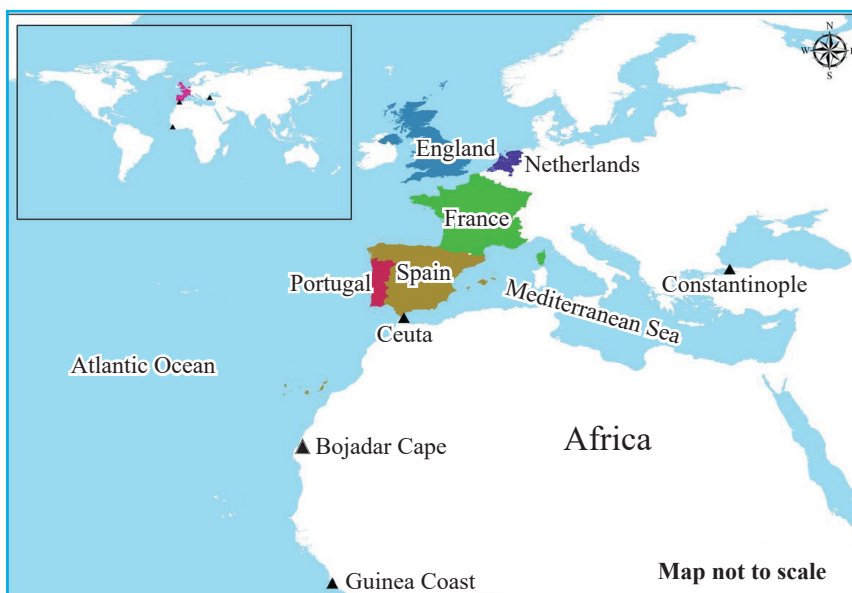 N
W
S
England
Netherlands
France
Portugal
Spain
Constantinople
Mediterranean Sea
Ceuta
Atlantic Ocean
Bojadar Cape
Africa
Guinea Coast
Map not to scale